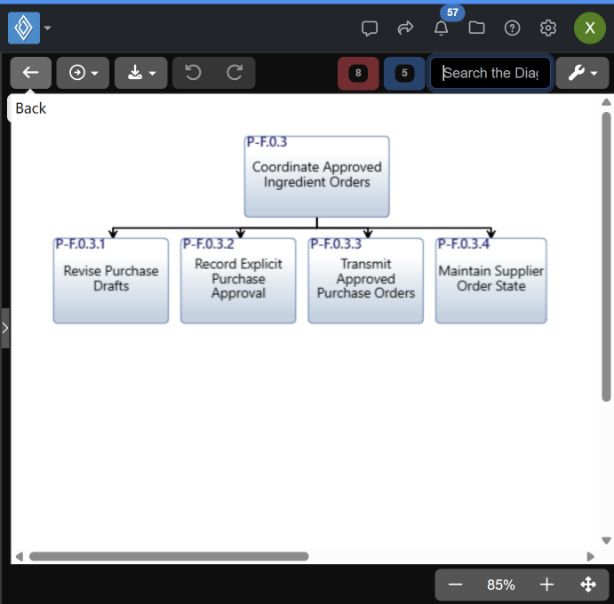 57
X
8
5
Search the Dia
Back
P-F.0.3
Coordinate Approved
Ingredient Orders
P-F.0.3.1
Revise Purchase
Drafts
P-F.0.3.2
Record Explicit
Purchase
Approval
P-F.0.3.3
Transmit
Approved
Purchase Orders
P-F.0.3.4
Maintain Supplier
Order State
85%